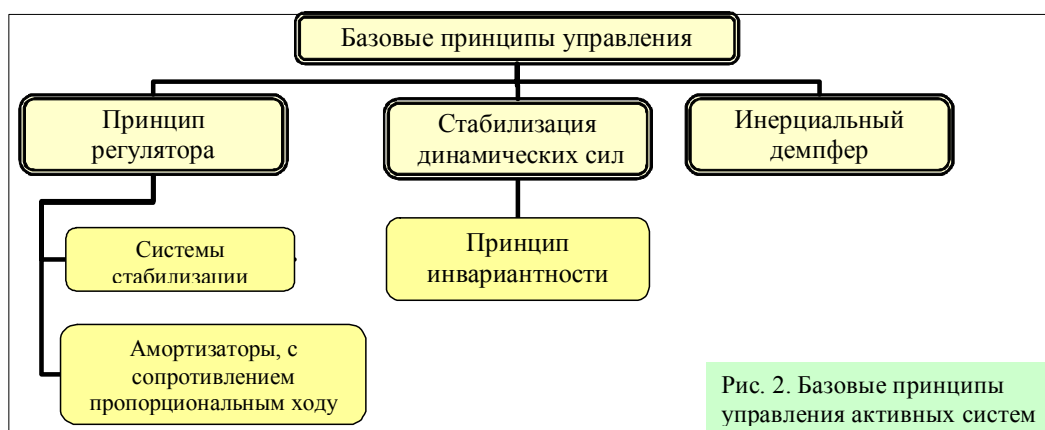 Базовые принципы управления
Принцип
регулятора
Стабилизация
динамических сил
Инерциальный
демпфер
Системы
стабилизации
Принцип
инвариантности
Амортизаторы, с
сопротивлением
пропорциональным ходу
Рис. 2. Базовые принципы
управления активных систем